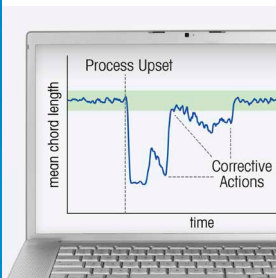 Process Upset
mean chord length
Corrective
Actions
time